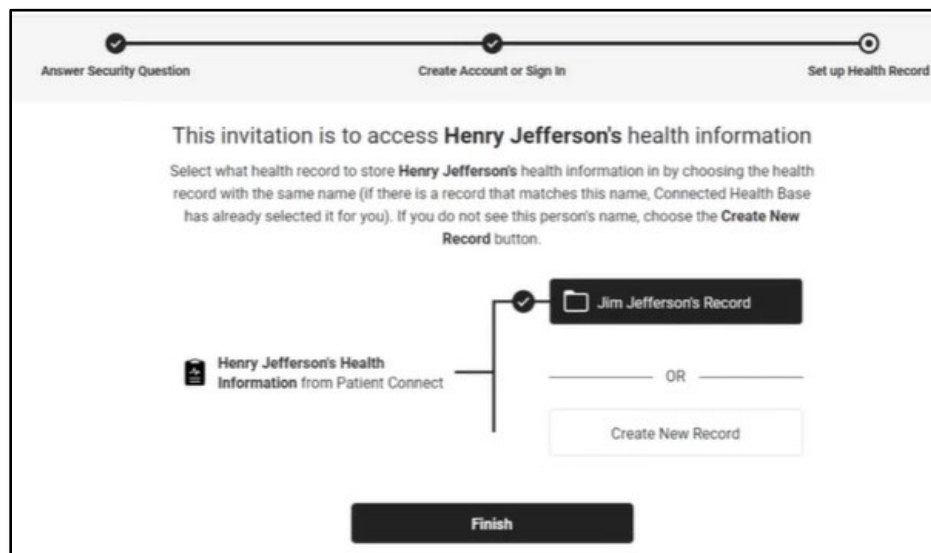 Answer Security Question
Create Account or Sign In
Set up Health Record
This invitation is to access Henry Jefferson's health information
Select what health record to store Henry Jefferson's health information in by choosing the health
record with the same name (if there is a record that matches this name, Connected Health Base
has already selected it for you). If you do not see this person's name, choose the Create New
Record button.
Jim Jefferson's Record
Henry Jefferson's Health
Information from Patient Connect
OR
Create New Record
Finish